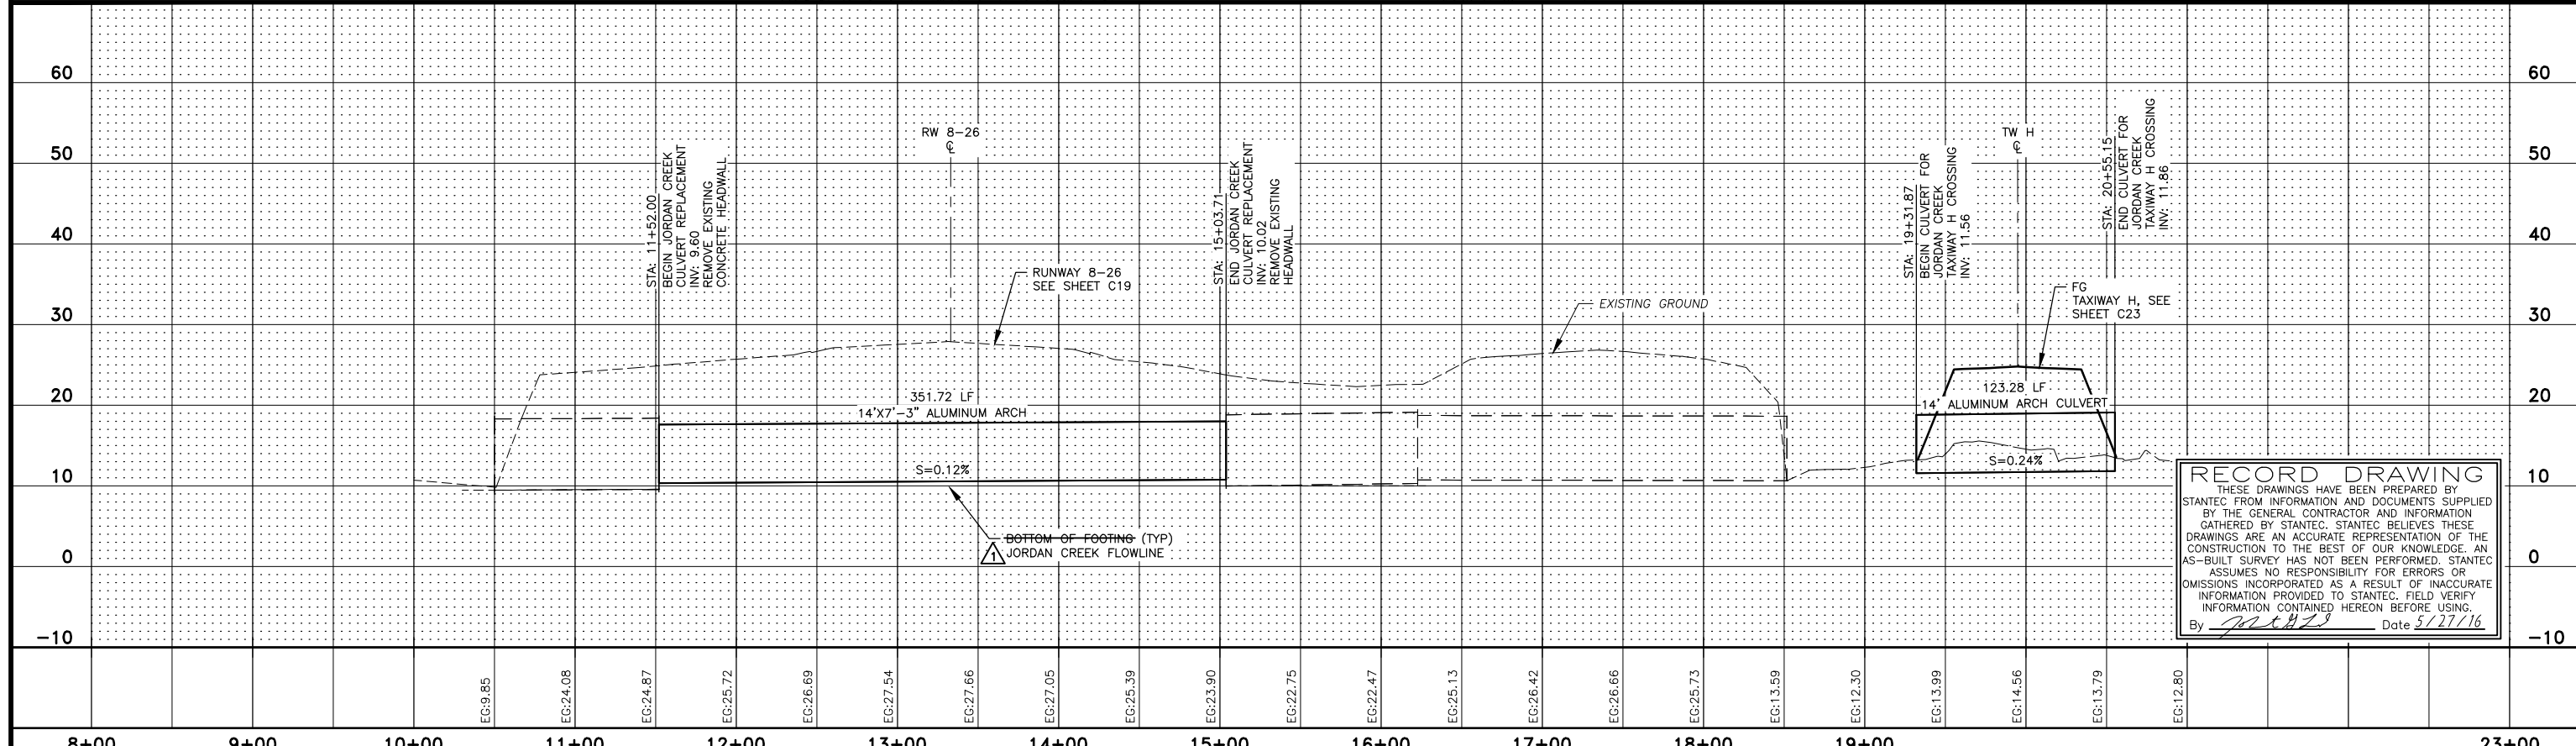 60
50
40
30
20
10
0
-10
STA: 11+52.00
BEGIN JORDAN CREEK
CULVERT REPLACEMENT
INV: 9.60
REMOVE EXISTING
CONCRETE HEADWALL
RW 8-26
℄
RUNWAY 8-26
SEE SHEET C19
STA: 15+03.71
END JORDAN CREEK
CULVERT REPLACEMENT
INV: 10.02
REMOVE EXISTING
HEADWALL
EXISTING GROUND
STA: 19+31.87
BEGIN CULVERT FOR
JORDAN CREEK
TAXIWAY H CROSSING
INV: 11.56
TW H
℄
FG
TAXIWAY H, SEE
SHEET C23
STA: 20+55.15
END CULVERT FOR
JORDAN CREEK
TAXIWAY H CROSSING
INV: 11.86
351.72 LF
14'X7'-3" ALUMINUM ARCH
S=0.12%
BOTTOM OF FOOTING (TYP)
1 JORDAN CREEK FLOWLINE
123.28 LF
14' ALUMINUM ARCH CULVERT
S=0.24%
60
50
40
30
20
10
0
-10
RECORD DRAWING
THESE DRAWINGS HAVE BEEN PREPARED BY
STANTEC FROM INFORMATION AND DOCUMENTS SUPPLIED
BY THE GENERAL CONTRACTOR AND INFORMATION
GATHERED BY STANTEC. STANTEC BELIEVES THESE
DRAWINGS ARE AN ACCURATE REPRESENTATION OF THE
CONSTRUCTION TO THE BEST OF OUR KNOWLEDGE. AN
AS-BUILT SURVEY HAS NOT BEEN PERFORMED. STANTEC
ASSUMES NO RESPONSIBILITY FOR ERRORS OR
OMISSIONS INCORPORATED AS A RESULT OF INACCURATE
INFORMATION PROVIDED TO STANTEC. FIELD VERIFY
INFORMATION CONTAINED HEREON BEFORE USING.
By Date 5/27/16
EG:9.85
EG:24.08
EG:24.87
EG:25.72
EG:26.69
EG:27.54
EG:27.66
EG:27.05
EG:25.39
EG:23.90
EG:22.75
EG:22.47
EG:25.13
EG:26.42
EG:26.66
EG:25.73
EG:13.59
EG:12.30
EG:13.99
EG:14.56
EG:13.79
EG:12.80
8+00 9+00 10+00 11+00 12+00 13+00 14+00 15+00 16+00 17+00 18+00 19+00 23+00